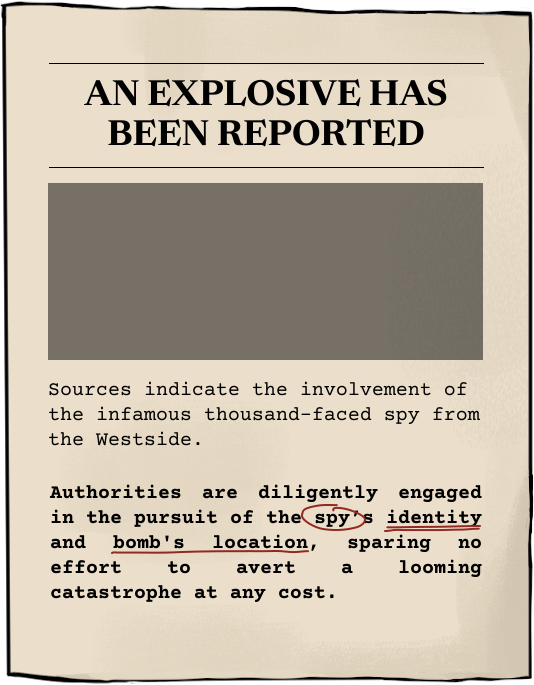 AN EXPLOSIVE HAS
BEEN REPORTED
Sources indicate the involvement of
the infamous thousand-faced spy from
the Westside.
Authorities are diligently engaged
in the pursuit of the spy's identity
and bomb's location, sparing no
effort to avert a looming
catastrophe at any cost.